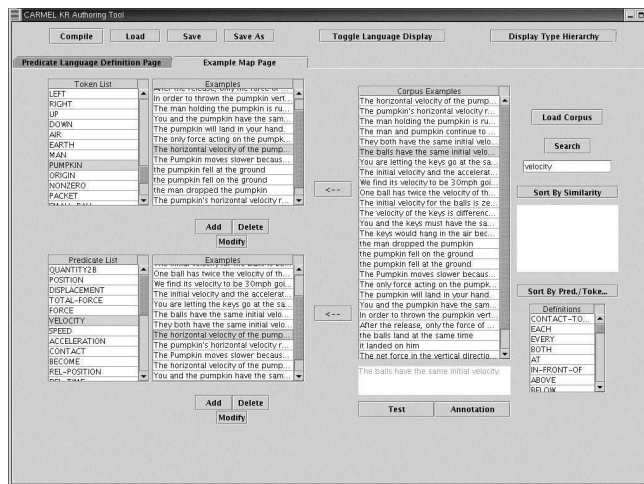 CARMEL KR Authoring Tool
Compile Load Save Save As Toggle Language Display Display Type Hierarchy
Predicate Language Definition Page Example Map Page
Token List
LEFT
RIGHT
UP
DOWN
AIR
EARTH
MAN
PUMPKIN
ORIGIN
NONZERO
PACKET
Examples
After the release, only the force of ...
In order to thrown the pumpkin vert...
The man holding the pumpkin is ru...
You and the pumpkin have the sam...
The pumpkin will land in your hand.
The only force acting on the pumpk...
The horizontal velocity of the pump...
The Pumpkin moves slower becaus...
the pumpkin fell at the ground
the pumpkin fell on the ground
the man dropped the pumpkin
The pumpkin's horizontal velocity r...
Add Delete
Modify
Predicate List
QUANTITY2B
POSITION
DISPLACEMENT
TOTAL-FORCE
FORCE
VELOCITY
SPEED
ACCELERATION
CONTACT
BECOME
REL-POSITION
REL-TIME
Examples
One ball has twice the velocity of th...
We find its velocity to be 30mph goi...
The initial velocity and the accelerat...
You are letting the keys go at the sa...
The balls have the same initial velo...
They both have the same initial velo...
The horizontal velocity of the pump...
The pumpkin's horizontal velocity r...
The Pumpkin moves slower becaus...
The horizontal velocity of the pump...
You and the pumpkin have the sam...
Add Delete
Modify
<--
<--
Corpus Examples
The horizontal velocity of the pump...
The pumpkin's horizontal velocity r...
The man holding the pumpkin is ru...
The man and pumpkin continue to ...
They both have the same initial velo...
The balls have the same initial velo...
You are letting the keys go at the sa...
The initial velocity and the accelerat...
We find its velocity to be 30mph goi...
One ball has twice the velocity of th...
The initial velocity for the balls is ze...
The velocity of the keys is differenc...
You and the keys must have the sa...
The keys would hang in the air bec...
the man dropped the pumpkin
the pumpkin fell on the ground
the pumpkin fell at the ground
The Pumpkin moves slower becaus...
The only force acting on the pumpk...
The pumpkin will land in your hand.
You and the pumpkin have the sam...
In order to thrown the pumpkin vert...
After the release, only the force of ...
the balls land at the same time
it landed on him
The net force in the vertical directio...
The balls have the same initial velocity.
Test Annotation
Load Corpus
Search
velocity
Sort By Similarity
Sort By Pred./Toke...
Definitions
CONTACT-TO...
EACH
EVERY
BOTH
AT
IN-FRONT-OF
ABOVE
BELOW